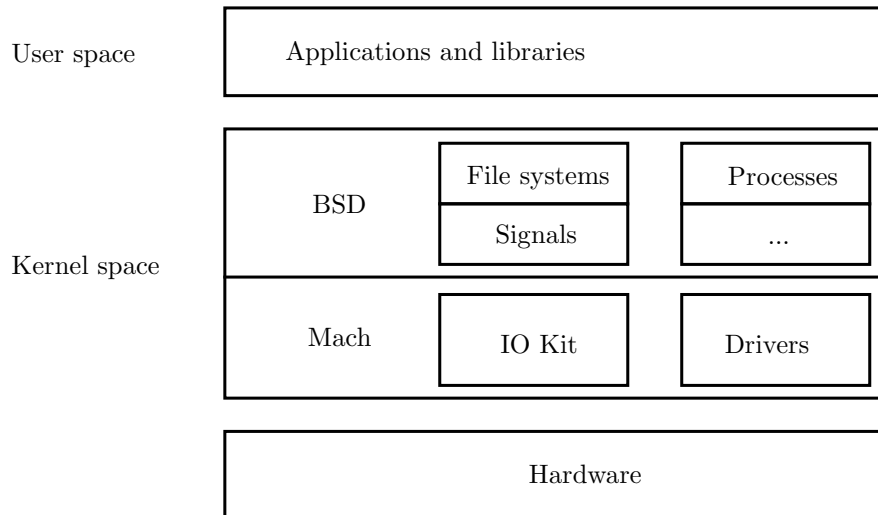 User space
Applications and libraries
Kernel space
BSD
File systems
Signals
Processes
...
Mach
IO Kit
Drivers
Hardware